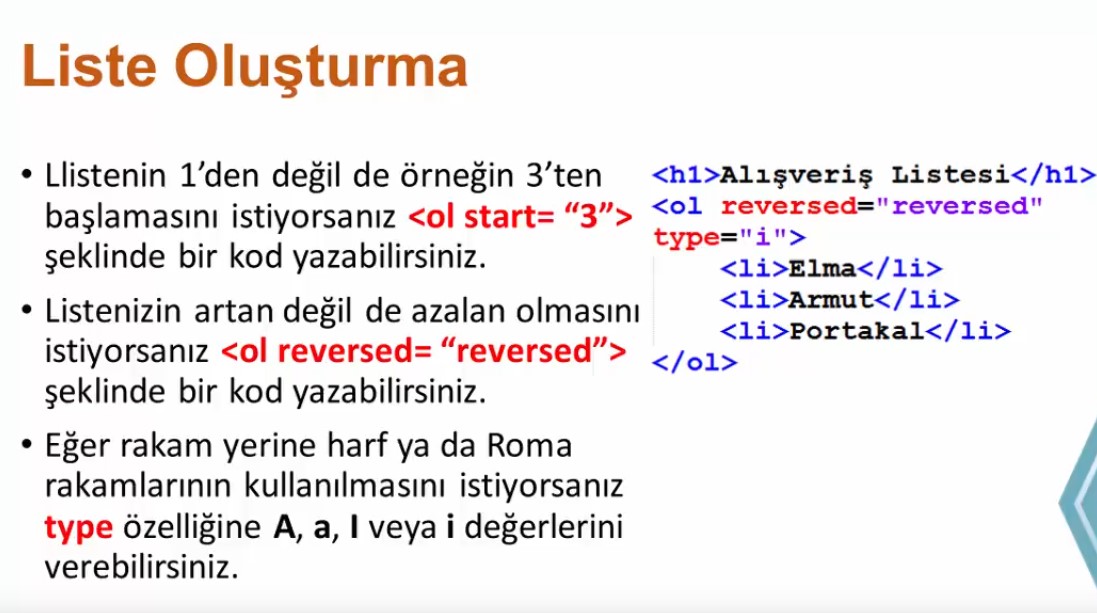 Liste Oluşturma
• Llistenin 1’den değil de örneğin 3’ten
başlamasını istiyorsanız <ol start= “3”>
şeklinde bir kod yazabilirsiniz.
• Listenizin artan değil de azalan olmasını
istiyorsanız <ol reversed= “reversed”>
şeklinde bir kod yazabilirsiniz.
• Eğer rakam yerine harf ya da Roma
rakamlarının kullanılmasını istiyorsanız
type özelliğine A, a, I veya i değerlerini
verebilirsiniz.
<h1>Alışveriş Listesi</h1>
<ol reversed="reversed"
type="i">
<li>Elma</li>
<li>Armut</li>
<li>Portakal</li>
</ol>